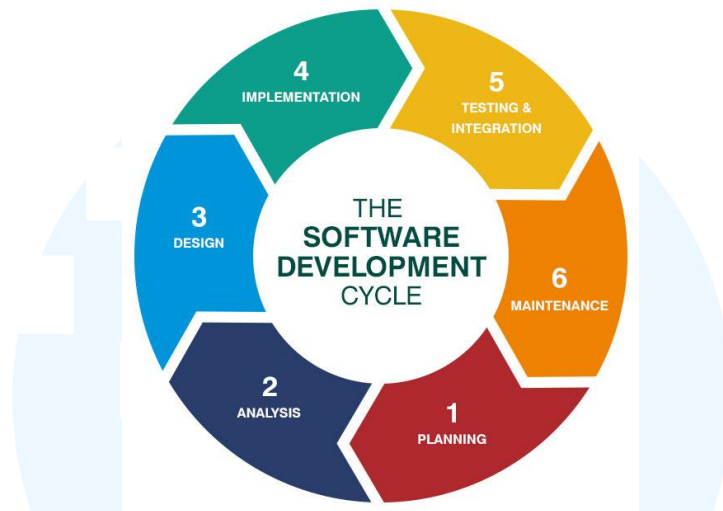 THE
SOFTWARE
DEVELOPMENT
CYCLE
1
PLANNING
2
ANALYSIS
3
DESIGN
4
IMPLEMENTATION
5
TESTING &
INTEGRATION
6
MAINTENANCE